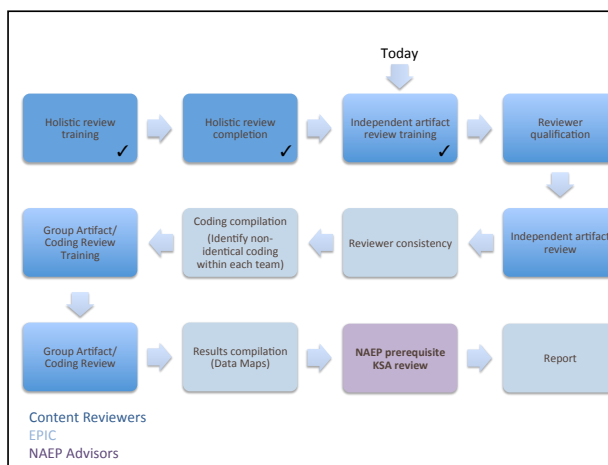 Today
Holistic review
training
✓
Holistic review
completion
✓
Independent artifact
review training
✓
Reviewer
qualification
Group Artifact/
Coding Review
Training
Coding compilation
(Identify non-
identical coding
within each team)
Reviewer consistency
Independent artifact
review
Group Artifact/
Coding Review
Results compilation
(Data Maps)
NAEP prerequisite
KSA review
Report
Content Reviewers
EPIC
NAEP Advisors